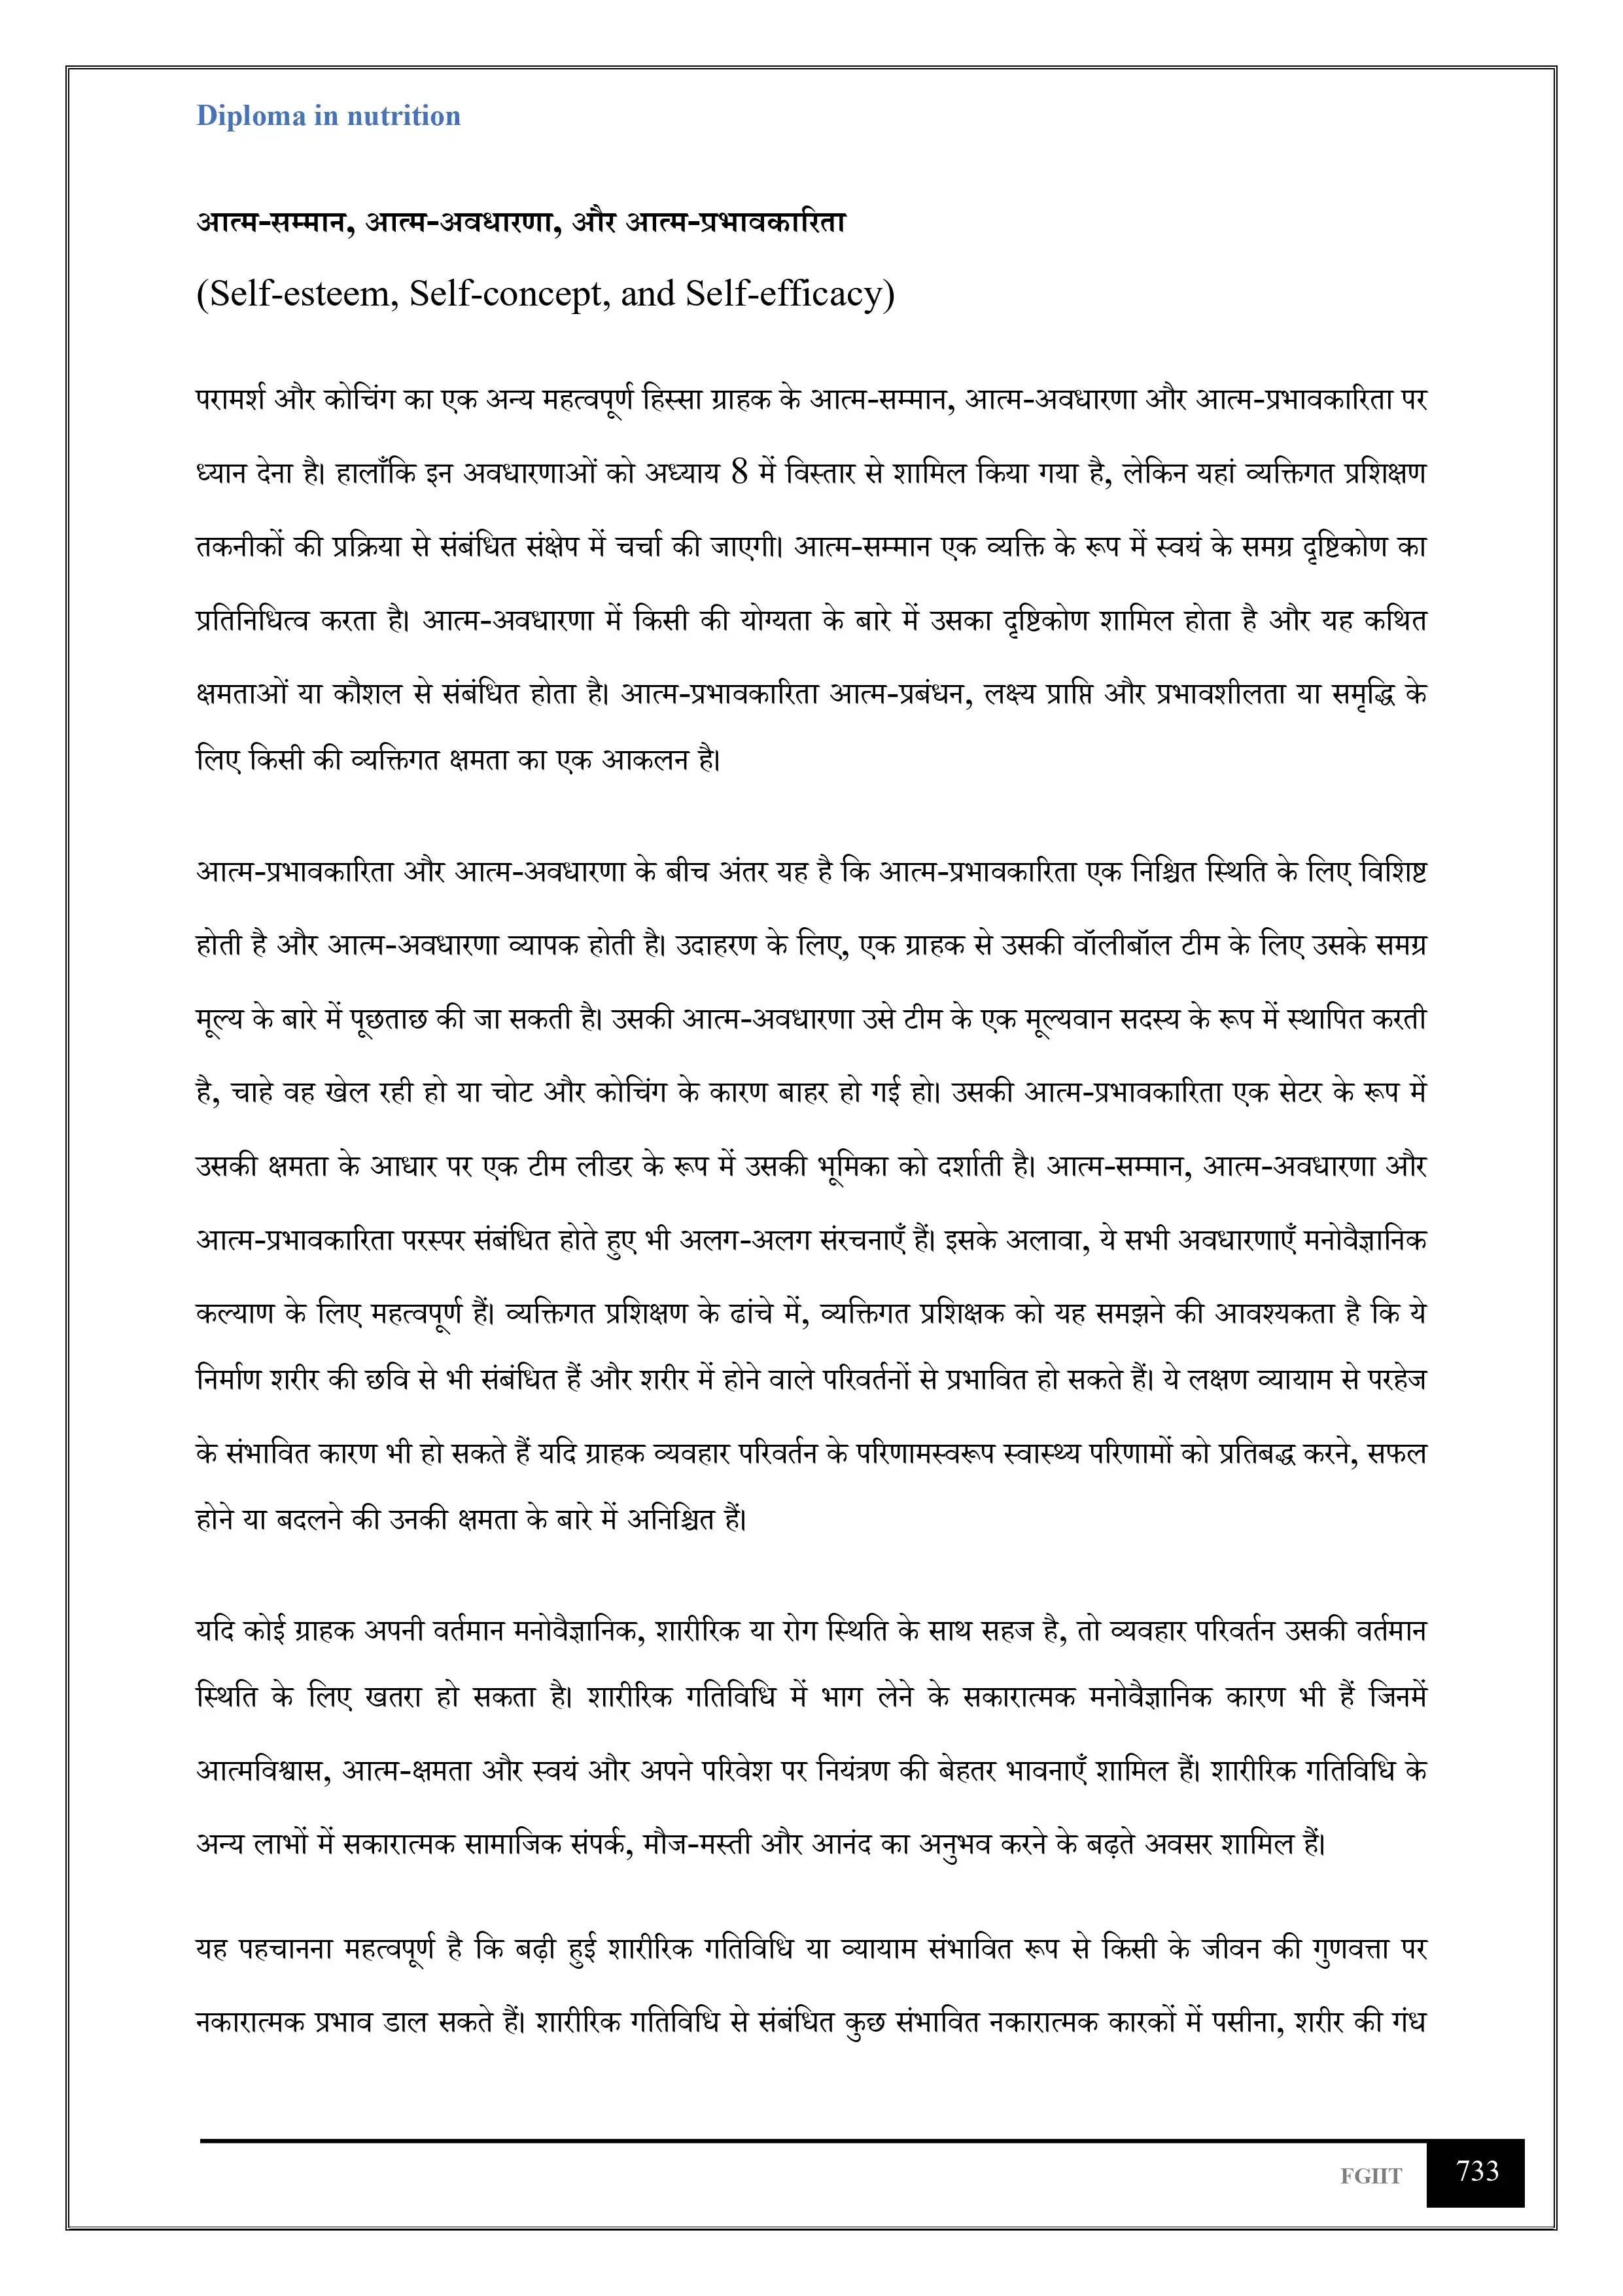 Diploma in nutrition
आत्म-सम्मान, आत्म-अवधारणा, और आत्म-प्रभावकारिता
(Self-esteem, Self-concept, and Self-efficacy)
परामर्श और कोचिंग का एक अन्य महत्वपूर्ण हिस्सा ग्राहक के आत्म-सम्मान, आत्म-अवधारणा और आत्म-प्रभावकारिता पर
ध्यान देना है। हालाँकि इन अवधारणाओं को अध्याय 8 में विस्तार से शामिल किया गया है, लेकिन यहां व्यक्तिगत प्रशिक्षण
तकनीकों की प्रक्रिया से संबंधित संक्षेप में चर्चा की जाएगी। आत्म-सम्मान एक व्यक्ति के रूप में स्वयं के समग्र दृष्टिकोण का
प्रतिनिधित्व करता है। आत्म-अवधारणा में किसी की योग्यता के बारे में उसका दृष्टिकोण शामिल होता है और यह कथित
क्षमताओं या कौशल से संबंधित होता है। आत्म-प्रभावकारिता आत्म-प्रबंधन, लक्ष्य प्राप्ति और प्रभावशीलता या समृद्धि के
लिए किसी की व्यक्तिगत क्षमता का एक आकलन है।
आत्म-प्रभावकारिता और आत्म-अवधारणा के बीच अंतर यह है कि आत्म-प्रभावकारिता एक निश्चित स्थिति के लिए विशिष्ट
होती है और आत्म-अवधारणा व्यापक होती है। उदाहरण के लिए, एक ग्राहक से उसकी वॉलीबॉल टीम के लिए उसके समग्र
मूल्य के बारे में पूछताछ की जा सकती है। उसकी आत्म-अवधारणा उसे टीम के एक मूल्यवान सदस्य के रूप में स्थापित करती
है, चाहे वह खेल रही हो या चोट और कोचिंग के कारण बाहर हो गई हो। उसकी आत्म-प्रभावकारिता एक सेटर के रूप में
उसकी क्षमता के आधार पर एक टीम लीडर के रूप में उसकी भूमिका को दर्शाती है। आत्म-सम्मान, आत्म-अवधारणा और
आत्म-प्रभावकारिता परस्पर संबंधित होते हुए भी अलग-अलग संरचनाएँ हैं। इसके अलावा, ये सभी अवधारणाएँ मनोवैज्ञानिक
कल्याण के लिए महत्वपूर्ण हैं। व्यक्तिगत प्रशिक्षण के ढांचे में, व्यक्तिगत प्रशिक्षक को यह समझने की आवश्यकता है कि ये
निर्माण शरीर की छवि से भी संबंधित हैं और शरीर में होने वाले परिवर्तनों से प्रभावित हो सकते हैं। ये लक्षण व्यायाम से परहेज
के संभावित कारण भी हो सकते हैं यदि ग्राहक व्यवहार परिवर्तन के परिणामस्वरूप स्वास्थ्य परिणामों को प्रतिबद्ध करने, सफल
होने या बदलने की उनकी क्षमता के बारे में अनिश्चित हैं।
यदि कोई ग्राहक अपनी वर्तमान मनोवैज्ञानिक, शारीरिक या रोग स्थिति के साथ सहज है, तो व्यवहार परिवर्तन उसकी वर्तमान
स्थिति के लिए खतरा हो सकता है। शारीरिक गतिविधि में भाग लेने के सकारात्मक मनोवैज्ञानिक कारण भी हैं जिनमें
आत्मविश्वास, आत्म-क्षमता और स्वयं और अपने परिवेश पर नियंत्रण की बेहतर भावनाएँ शामिल हैं। शारीरिक गतिविधि के
अन्य लाभों में सकारात्मक सामाजिक संपर्क, मौज-मस्ती और आनंद का अनुभव करने के बढ़ते अवसर शामिल हैं।
यह पहचानना महत्वपूर्ण है कि बढ़ी हुई शारीरिक गतिविधि या व्यायाम संभावित रूप से किसी के जीवन की गुणवत्ता पर
नकारात्मक प्रभाव डाल सकते हैं। शारीरिक गतिविधि से संबंधित कुछ संभावित नकारात्मक कारकों में पसीना, शरीर की गंध
FGIIT 733